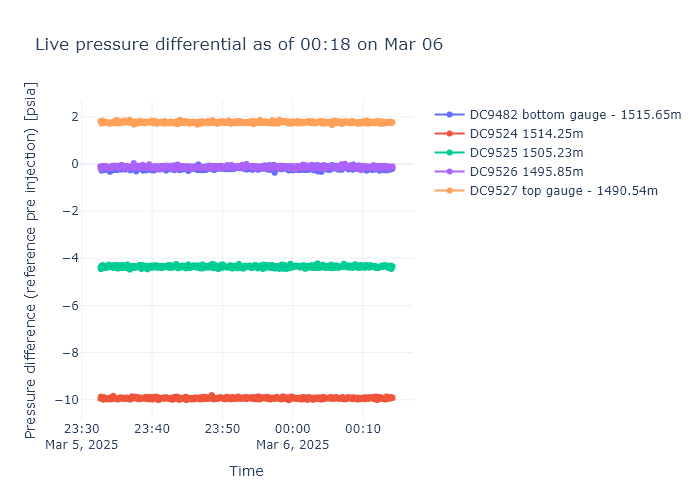 Live pressure differential as of 00:18 on Mar 06
Pressure difference (reference pre injection) [psia]
2
0
−2
−4
−6
−8
−10
23:30
Mar 5, 2025
23:40
23:50
00:00
Mar 6, 2025
00:10
Time
DC9482 bottom gauge - 1515.65m
DC9524 1514.25m
DC9525 1505.23m
DC9526 1495.85m
DC9527 top gauge - 1490.54m